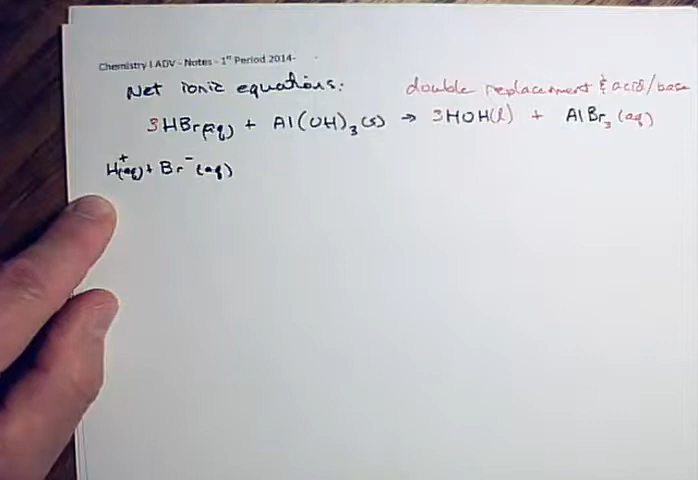 Chemistry I ADV - Notes - 1st Period 2014-
Net ionic equations: double replacement & acid/base
3HBr(aq) + Al(OH)₃(s) → 3HOH(l) + AlBr₃(aq)
H⁺(aq) + Br⁻(aq)